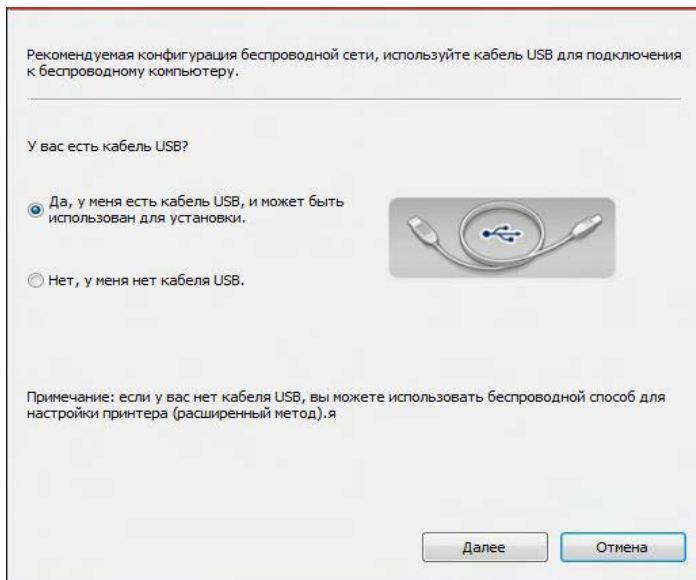 Рекомендуемая конфигурация беспроводной сети, используйте кабель USB для подключения
к беспроводному компьютеру.
У вас есть кабель USB?
Да, у меня есть кабель USB, и может быть
использован для установки.
Нет, у меня нет кабеля USB.
Примечание: если у вас нет кабеля USB, вы можете использовать беспроводной способ для
настройки принтера (расширенный метод).я
Далее
Отмена